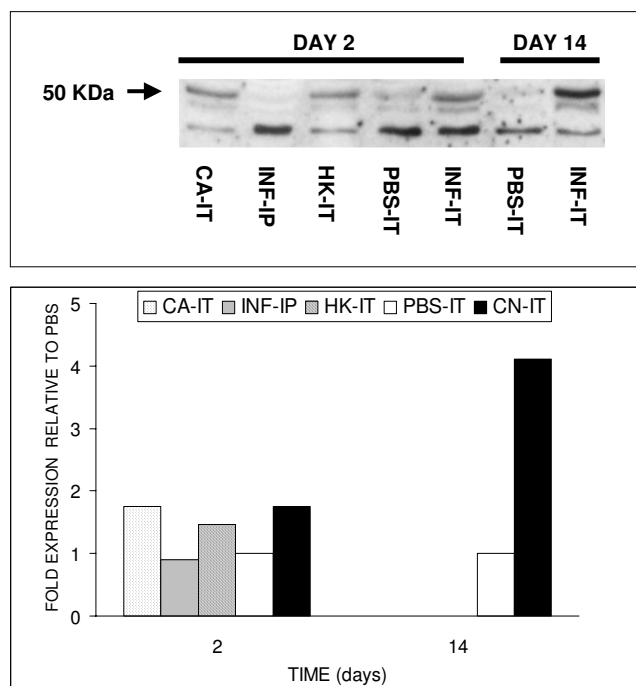 DAY 2 DAY 14
50 KDa
CA-IT INF-IP HK-IT PBS-IT INF-IT PBS-IT INF-IT
CA-IT INF-IP HK-IT PBS-IT CN-IT
FOLD EXPRESSION RELATIVE TO PBS
5
4
3
2
1
0
2 14
TIME (days)